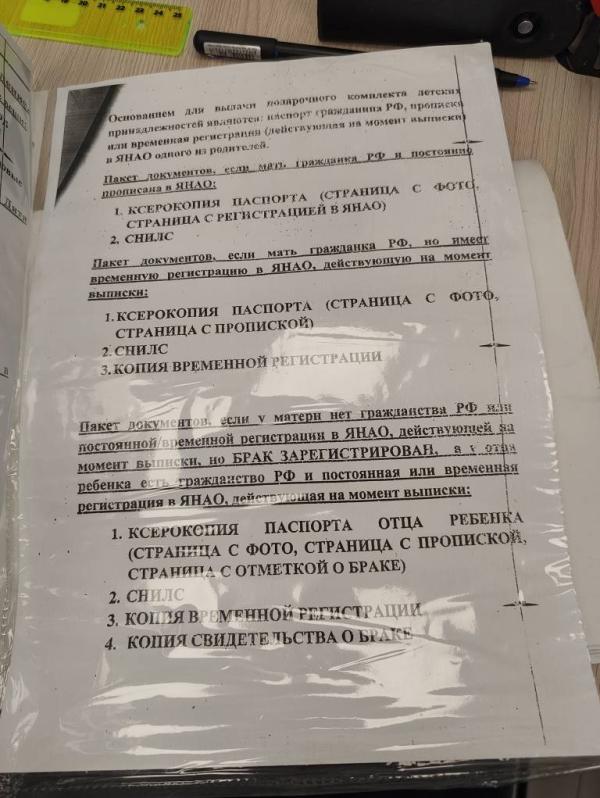 21 22 23 24 25
Основанием для выдачи подарочного комплекта детских
принадлежностей являются: паспорт гражданина РФ, прописка
или временная регистрация (действующая на момент выписки)
в ЯНАО одного из родителей.
Пакет документов, если мать гражданка РФ и постоянно
прописана в ЯНАО:
1. КСЕРОКОПИЯ ПАСПОРТА (СТРАНИЦА С ФОТО,
СТРАНИЦА С РЕГИСТРАЦИЕЙ В ЯНАО)
2. СНИЛС
Пакет документов, если мать гражданка РФ, но имеет
временную регистрацию в ЯНАО, действующую на момент
выписки:
1. КСЕРОКОПИЯ ПАСПОРТА (СТРАНИЦА С ФОТО,
СТРАНИЦА С ПРОПИСКОЙ)
2. СНИЛС
3. КОПИЯ ВРЕМЕННОЙ РЕГИСТРАЦИИ
Пакет документов, если у матери нет гражданства РФ или
постоянной/временной регистрации в ЯНАО, действующей на
момент выписки, но БРАК ЗАРЕГИСТРИРОВАН, а у отца
ребенка есть гражданство РФ и постоянная или временная
регистрация в ЯНАО, действующая на момент выписки:
1. КСЕРОКОПИЯ ПАСПОРТА ОТЦА РЕБЕНКА
(СТРАНИЦА С ФОТО, СТРАНИЦА С ПРОПИСКОЙ,
СТРАНИЦА С ОТМЕТКОЙ О БРАКЕ)
2. СНИЛС
3. КОПИЯ ВРЕМЕННОЙ РЕГИСТРАЦИИ
4. КОПИЯ СВИДЕТЕЛЬСТВА О БРАКЕ